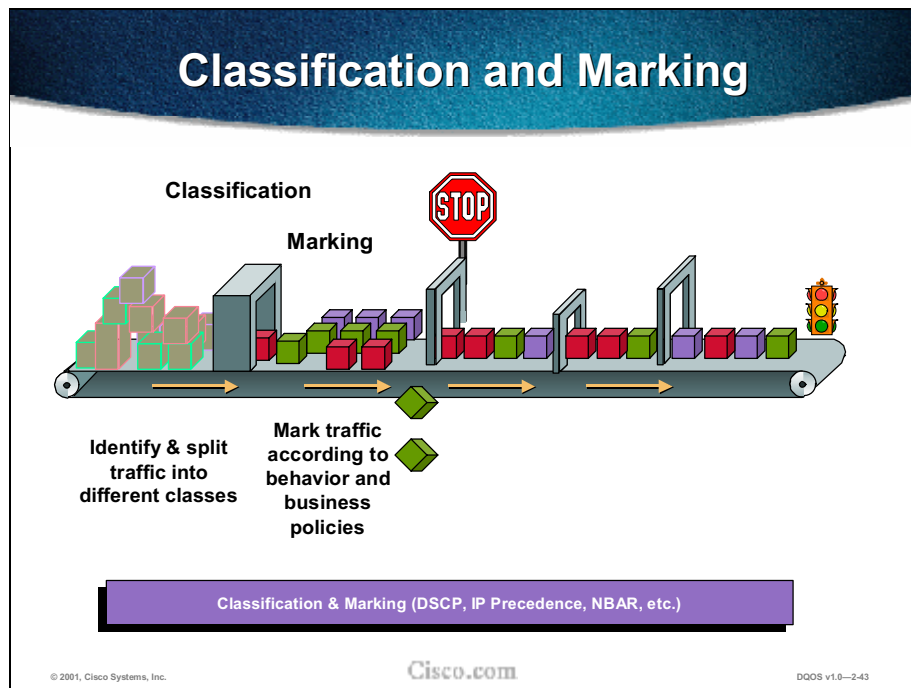 Classification and Marking
Classification
STOP
Marking
Identify & split
traffic into
different classes
Mark traffic
according to
behavior and
business
policies
Classification & Marking (DSCP, IP Precedence, NBAR, etc.)
© 2001, Cisco Systems, Inc.
Cisco.com
DQOS v1.0—2-43